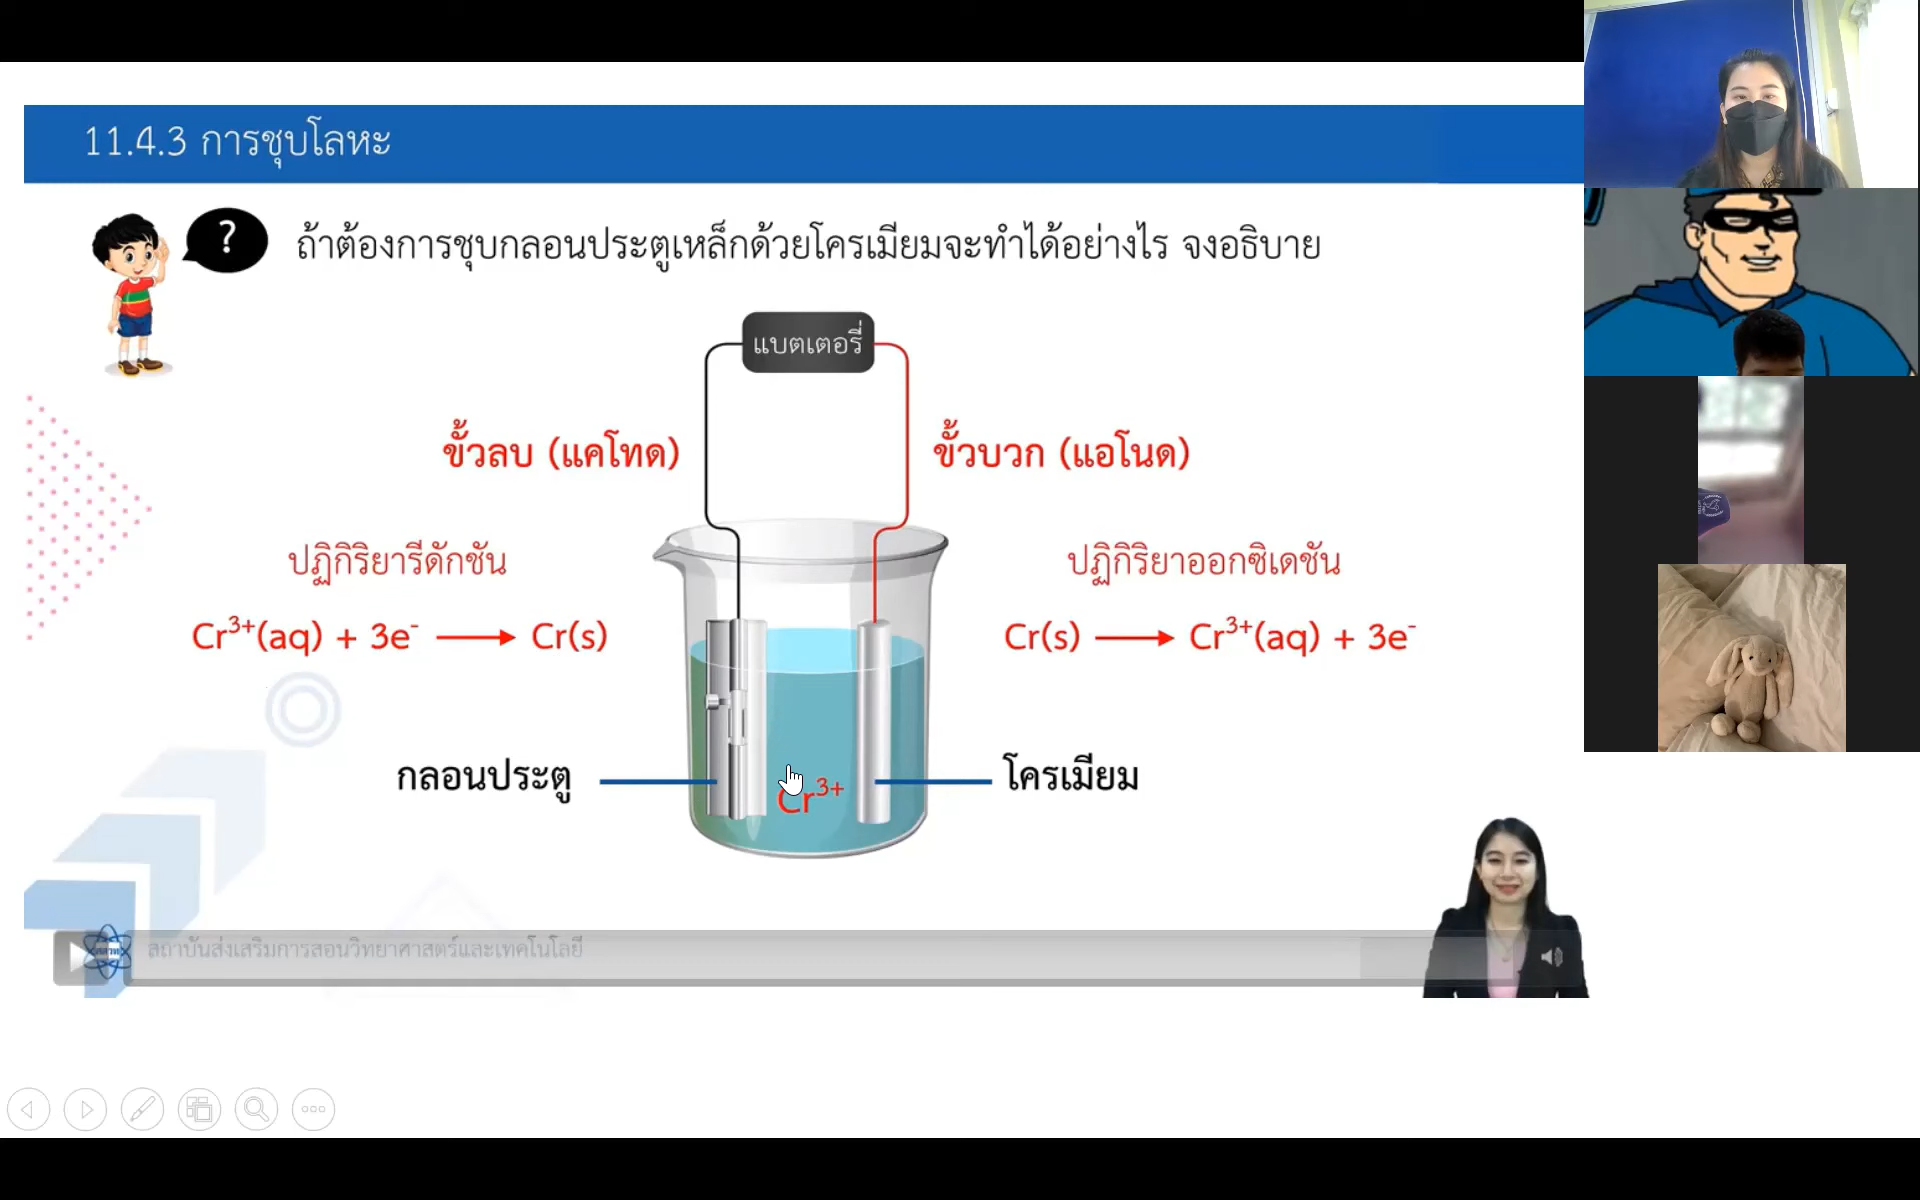 11.4.3 การชุบโลหะ
?
ถ้าต้องการชุบกลอนประตูเหล็กด้วยโครเมียมจะทำได้อย่างไร จงอธิบาย
แบตเตอรี่
ขั้วลบ (แคโทด)
ขั้วบวก (แอโนด)
ปฏิกิริยารีดักชัน
ปฏิกิริยาออกซิเดชัน
Cr³⁺(aq) + 3e⁻ ⟶ Cr(s)
Cr(s) ⟶ Cr³⁺(aq) + 3e⁻
กลอนประตู
Cr³⁺
โครเมียม
สสวท
สถาบันส่งเสริมการสอนวิทยาศาสตร์และเทคโนโลยี